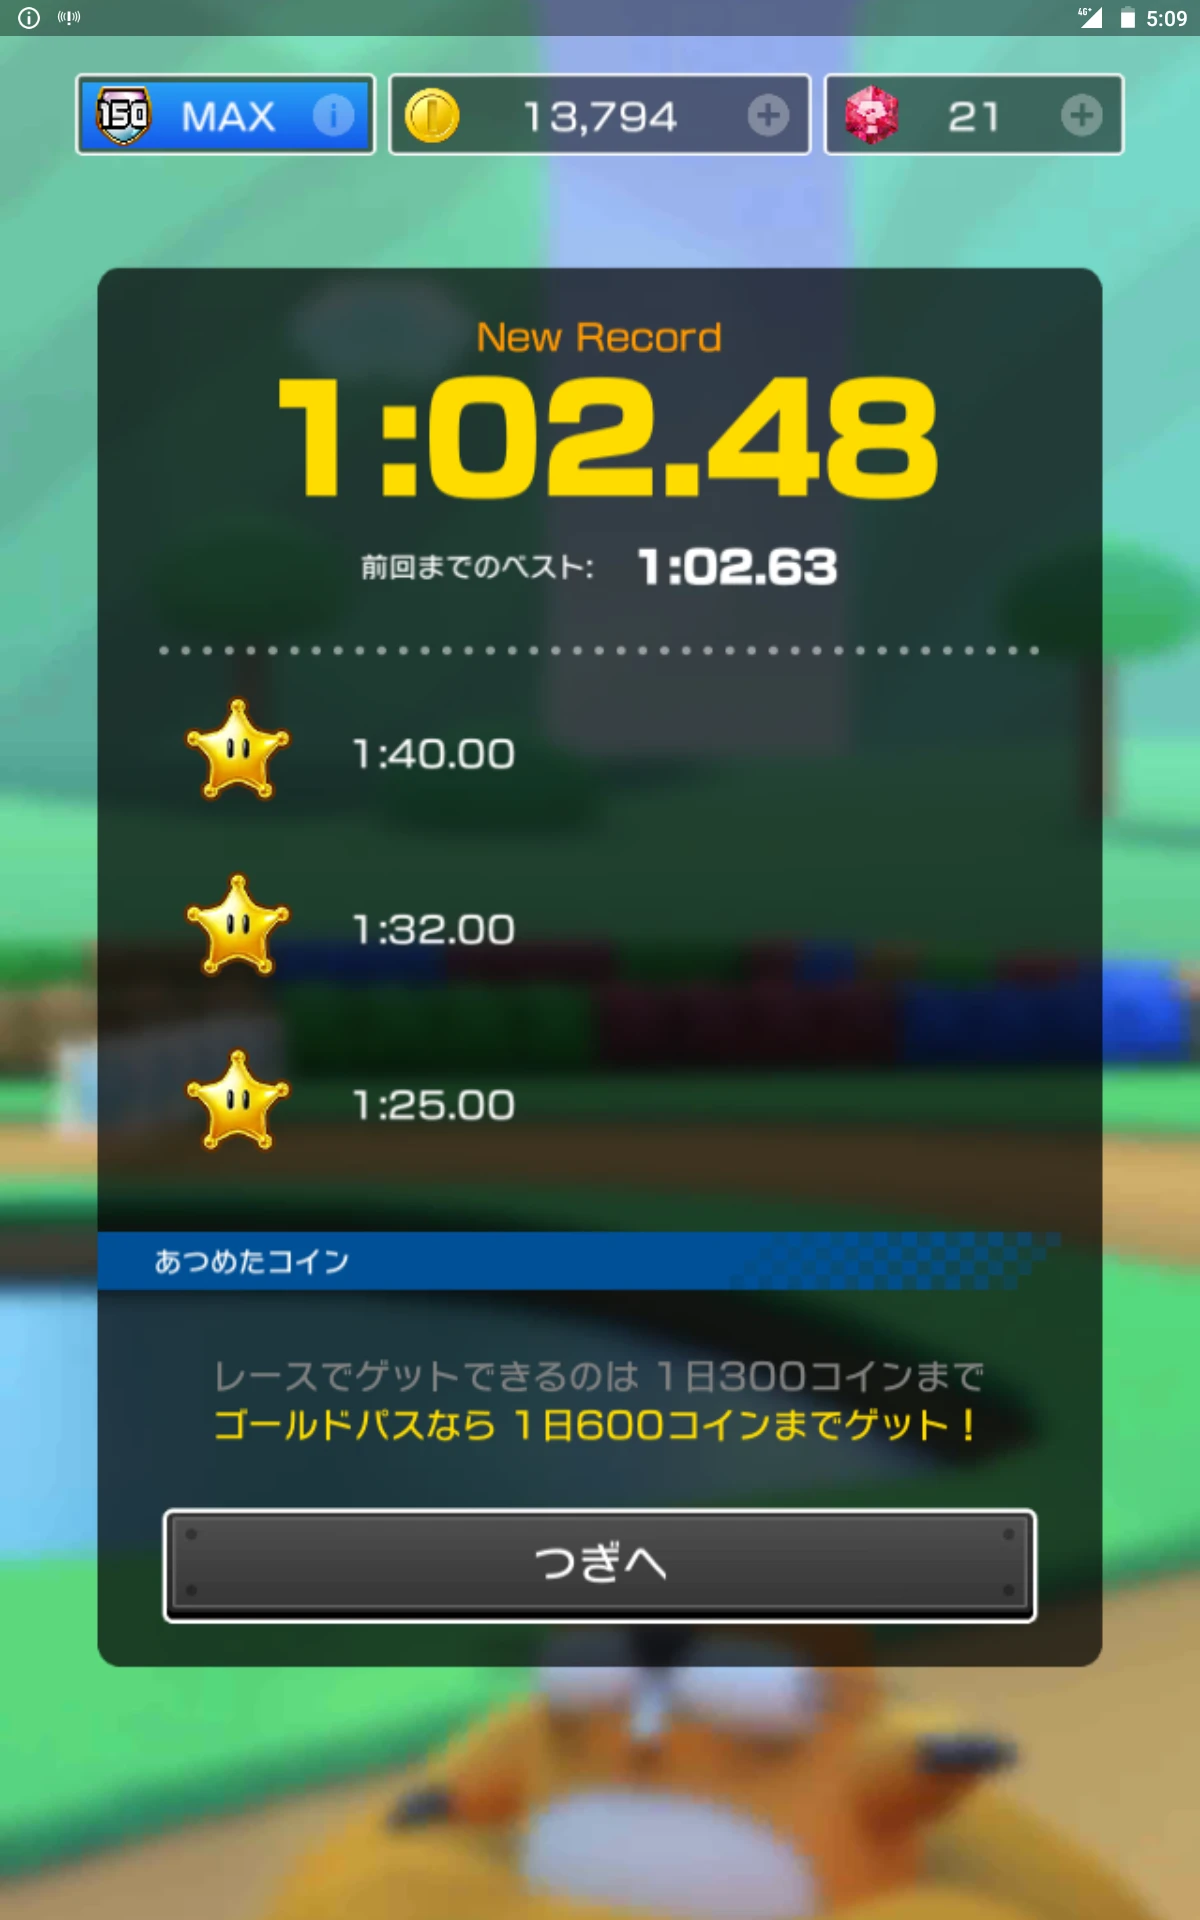 4G+ 5:09
150 MAX i 13,794 + 21 +
New Record
1:02.48
前回までのベスト: 1:02.63
1:40.00
1:32.00
1:25.00
あつめたコイン
レースでゲットできるのは 1日300コインまで
ゴールドパスなら 1日600コインまでゲット！
つぎへ